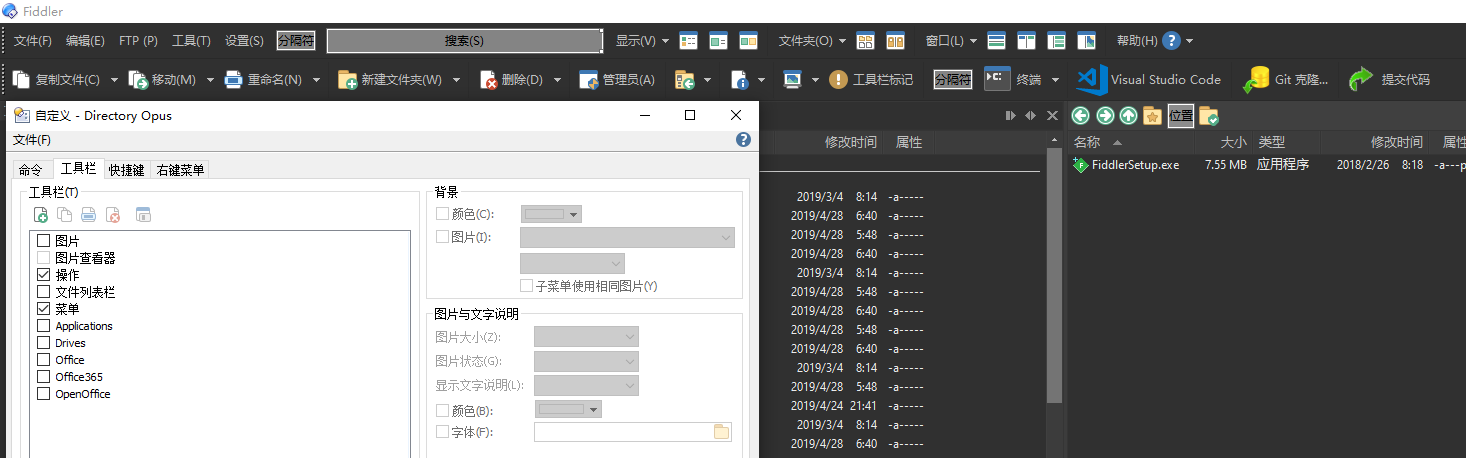 Fiddler
文件(F) 编辑(E) FTP (P) 工具(T) 设置(S) 分隔符 搜索(S) 显示(V) 文件夹(O) 窗口(L) 帮助(H)
复制文件(C) 移动(M) 重命名(N) 新建文件夹(W) 删除(D) 管理员(A) 工具栏标记 分隔符 终端 Visual Studio Code Git 克隆... 提交代码
自定义 - Directory Opus
文件(F)
命令 工具栏 快捷键 右键菜单
工具栏(T)
图片
图片查看器
操作
文件列表栏
菜单
Applications
Drives
Office
Office365
OpenOffice
背景
颜色(C):
图片(I):
子菜单使用相同图片(Y)
图片与文字说明
图片大小(Z):
图片状态(G):
显示文字说明(L):
颜色(B):
字体(F):
修改时间 属性
2019/3/4 8:14 -a-----
2019/4/28 6:40 -a-----
2019/4/28 5:48 -a-----
2019/4/28 6:40 -a-----
2019/3/4 8:14 -a-----
2019/4/28 5:48 -a-----
2019/4/28 6:40 -a-----
2019/4/28 5:48 -a-----
2019/4/28 6:40 -a-----
2019/3/4 8:14 -a-----
2019/4/28 5:48 -a-----
2019/4/24 21:41 -a-----
2019/3/4 8:14 -a-----
2019/4/28 6:40 -a-----
位置
名称 大小 类型 修改时间 属性
FiddlerSetup.exe 7.55 MB 应用程序 2018/2/26 8:18 -a---p